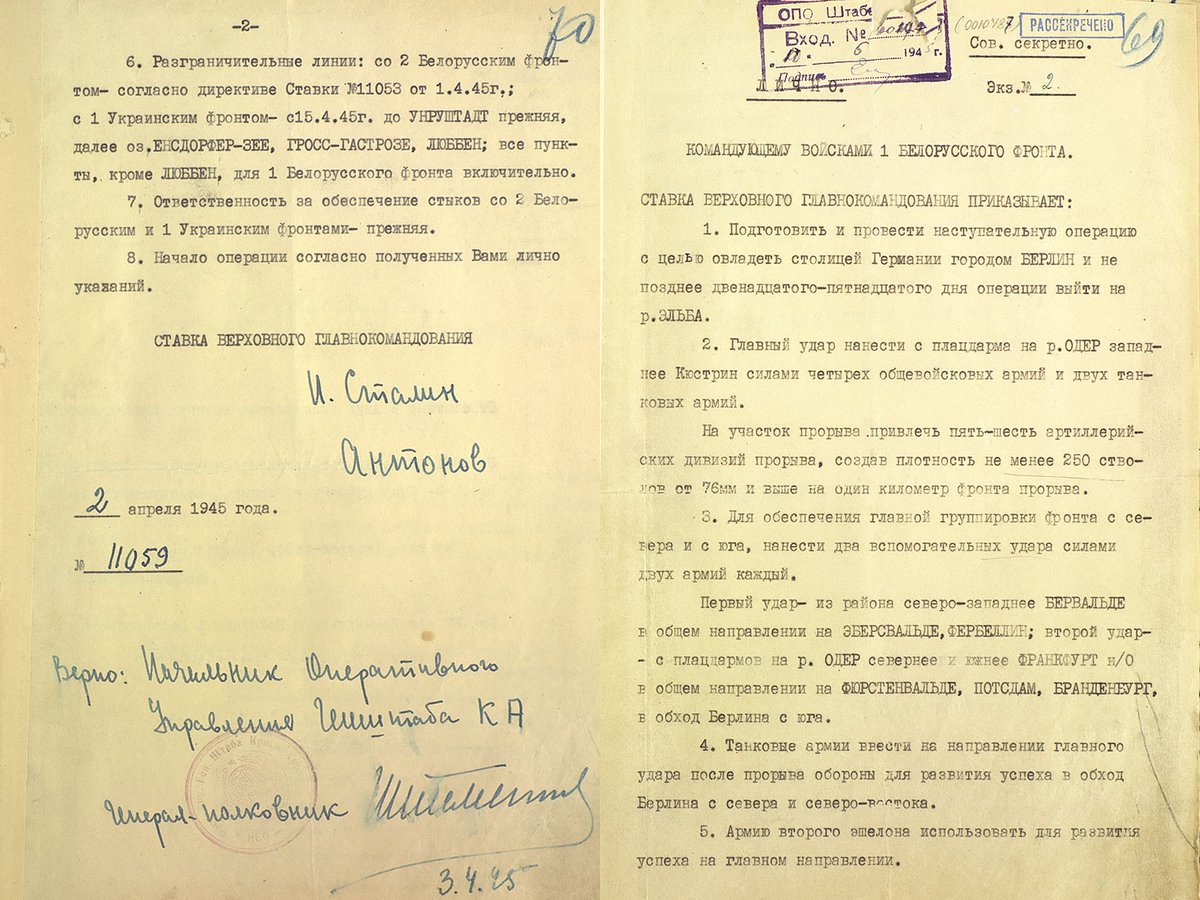 -2-
70
6. Разграничительные линии: со 2 Белорусским фрон-
том- согласно директиве Ставки №11053 от 1.4.45г.;
с 1 Украинским фронтом- с15.4.45г. до УНРУШТАДТ прежняя,
далее оз.ЕНСДОРФЕР-ЗЕЕ, ГРОСС-ГАСТРОЗЕ, ЛЮББЕН; все пунк-
ты, кроме ЛЮББЕН, для 1 Белорусского фронта включительно.
7. Ответственность за обеспечение стыков со 2 Бело-
русским и 1 Украинским фронтами- прежняя.
8. Начало операции согласно полученных Вами лично
указаний.
СТАВКА ВЕРХОВНОГО ГЛАВНОКОМАНДОВАНИЯ
И. Сталин
Антонов
2 апреля 1945 года.
№ 11059
Верно: Начальник Оперативного
Управления Генштаба К А
Генерал-полковник Штеменко
3.4.45
ОПО Штаба
Вход. №
6 1945 г.
Подпись
РАССЕКРЕЧЕНО
69
Сов. секретно.
ЛИЧНО.
Экз.№ 2.
КОМАНДУЮЩЕМУ ВОЙСКАМИ 1 БЕЛОРУССКОГО ФРОНТА.
СТАВКА ВЕРХОВНОГО ГЛАВНОКОМАНДОВАНИЯ ПРИКАЗЫВАЕТ:
1. Подготовить и провести наступательную операцию
с целью овладеть столицей Германии городом БЕРЛИН и не
позднее двенадцатого-пятнадцатого дня операции выйти на
р.ЭЛЬБА.
2. Главный удар нанести с плацдарма на р.ОДЕР запад-
нее Кюстрин силами четырех общевойсковых армий и двух тан-
ковых армий.
На участок прорыва привлечь пять-шесть артиллерий-
ских дивизий прорыва, создав плотность не менее 250 ство-
лов от 76мм и выше на один километр фронта прорыва.
3. Для обеспечения главной группировки фронта с се-
вера и с юга, нанести два вспомогательных удара силами
двух армий каждый.
Первый удар- из района северо-западнее БЕРВАЛЬДЕ
в общем направлении на ЭБЕРСВАЛЬДЕ,ФЕРБЕЛЛИН; второй удар-
- с плацдармов на р. ОДЕР севернее и южнее ФРАНКФУРТ н/О
в общем направлении на ФЮРСТЕНВАЛЬДЕ, ПОТСДАМ, БРАНДЕНБУРГ,
в обход Берлина с юга.
4. Танковые армии ввести на направлении главного
удара после прорыва обороны для развития успеха в обход
Берлина с севера и северо-востока.
5. Армию второго эшелона использовать для развития
успеха на главном направлении.